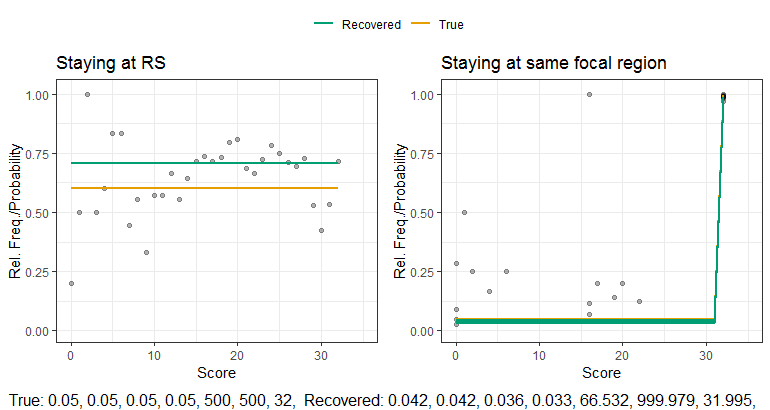 Recovered True
Staying at RS
Staying at same focal region
Rel. Freq./Probability
1.00
0.75
0.50
0.25
0.00
0 10 20 30
Score
Rel. Freq./Probability
1.00
0.75
0.50
0.25
0.00
0 10 20 30
Score
True: 0.05, 0.05, 0.05, 0.05, 500, 500, 32,  Recovered: 0.042, 0.042, 0.036, 0.033, 66.532, 999.979, 31.995,